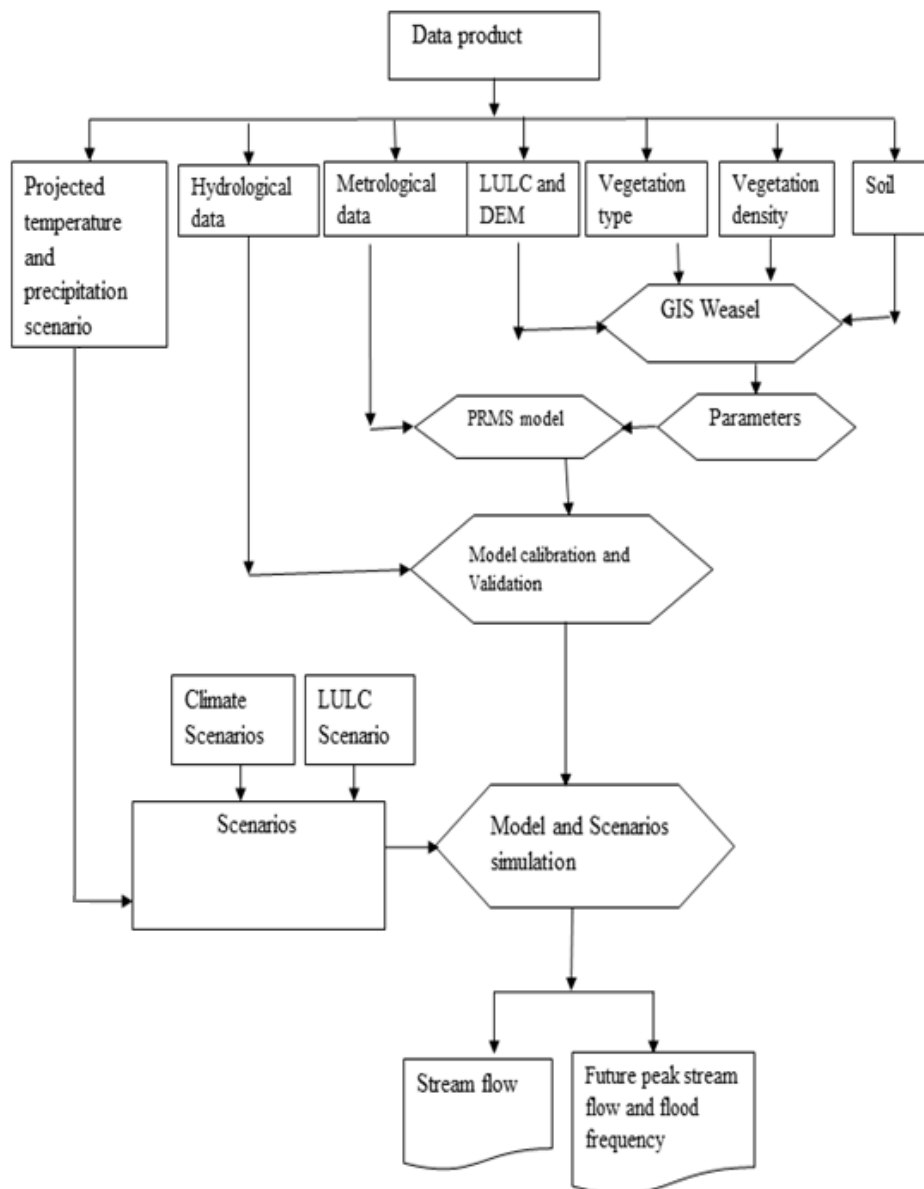 Data product
Projected
temperature
and
precipitation
scenario
Hydrological
data
Metrological
data
LULC and
DEM
Vegetation
type
Vegetation
density
Soil
GIS Weasel
PRMS model
Parameters
Model calibration and
Validation
Climate
Scenarios
LULC
Scenario
Scenarios
Model and Scenarios
simulation
Stream flow
Future peak stream
flow and flood
frequency